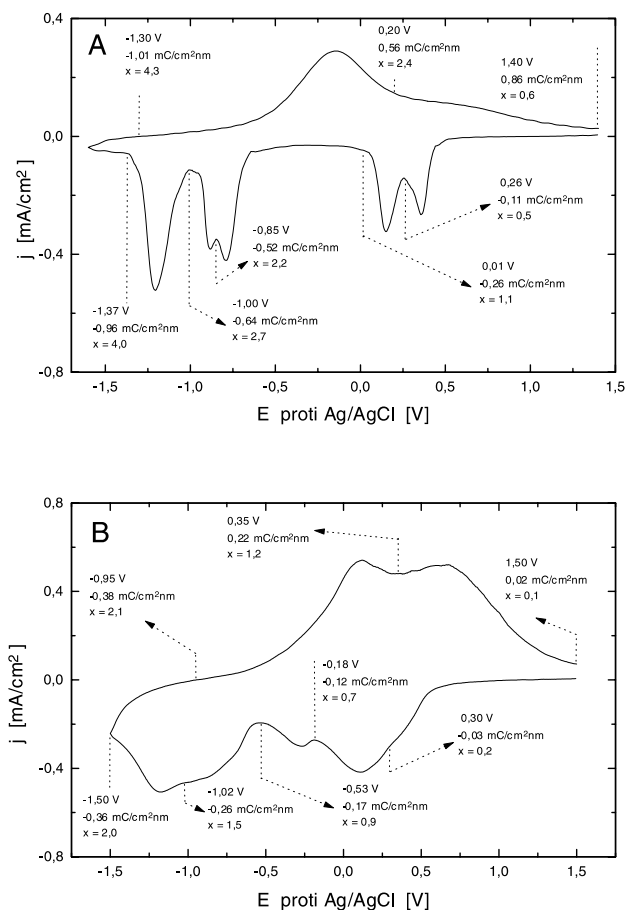 A
-1,30 V
-1,01 mC/cm²nm
x = 4,3
0,20 V
0,56 mC/cm²nm
x = 2,4
1,40 V
0,86 mC/cm²nm
x = 0,6
0,4
0,0
-0,4
-0,8
j [mA/cm²]
0,26 V
-0,11 mC/cm²nm
x = 0,5
-0,85 V
-0,52 mC/cm²nm
x = 2,2
0,01 V
-0,26 mC/cm²nm
x = 1,1
-1,00 V
-0,64 mC/cm²nm
x = 2,7
-1,37 V
-0,96 mC/cm²nm
x = 4,0
-1,5 -1,0 -0,5 0,0 0,5 1,0 1,5
E proti Ag/AgCl [V]
B
0,35 V
0,22 mC/cm²nm
x = 1,2
-0,95 V
-0,38 mC/cm²nm
x = 2,1
1,50 V
0,02 mC/cm²nm
x = 0,1
0,8
0,4
0,0
-0,4
-0,8
j [mA/cm²]
-0,18 V
-0,12 mC/cm²nm
x = 0,7
0,30 V
-0,03 mC/cm²nm
x = 0,2
-1,50 V
-0,36 mC/cm²nm
x = 2,0
-1,02 V
-0,26 mC/cm²nm
x = 1,5
-0,53 V
-0,17 mC/cm²nm
x = 0,9
-1,5 -1,0 -0,5 0,0 0,5 1,0 1,5
E proti Ag/AgCl [V]